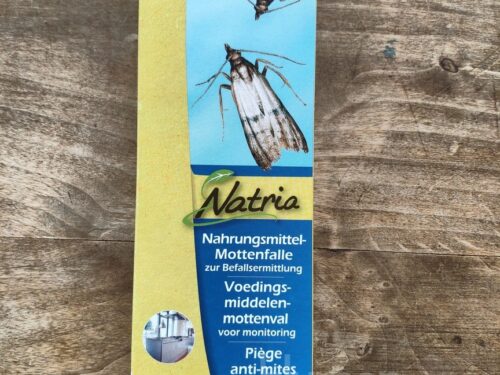 Natria
Nahrungsmittel-
Mottenfalle
zur Befallsermittlung
Voedings-
middelen-
mottenval
voor monitoring
Piège
anti-mites